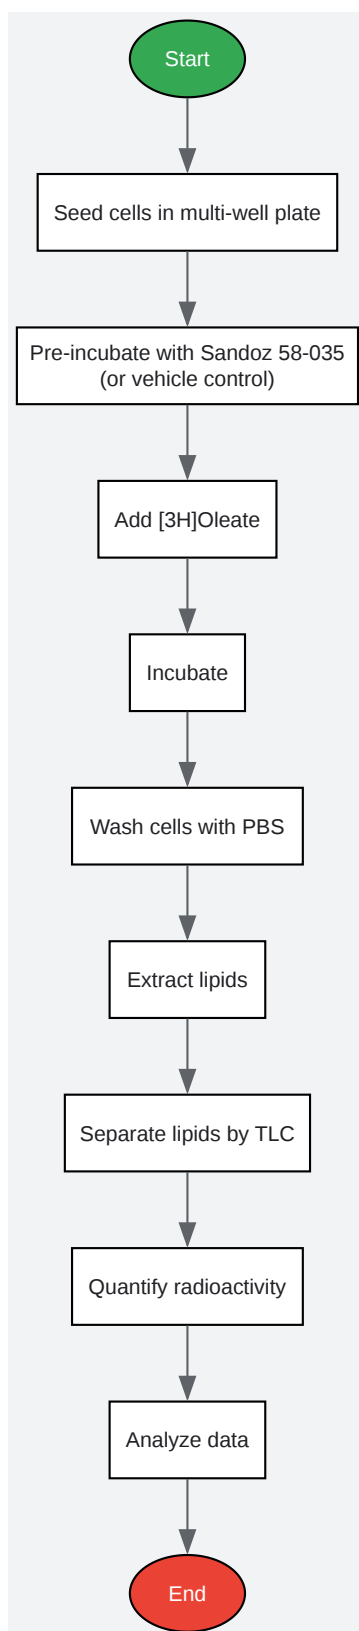 Start
Seed cells in multi-well plate
Pre-incubate with Sandoz 58-035
(or vehicle control)
Add [3H]Oleate
Incubate
Wash cells with PBS
Extract lipids
Separate lipids by TLC
Quantify radioactivity
Analyze data
End